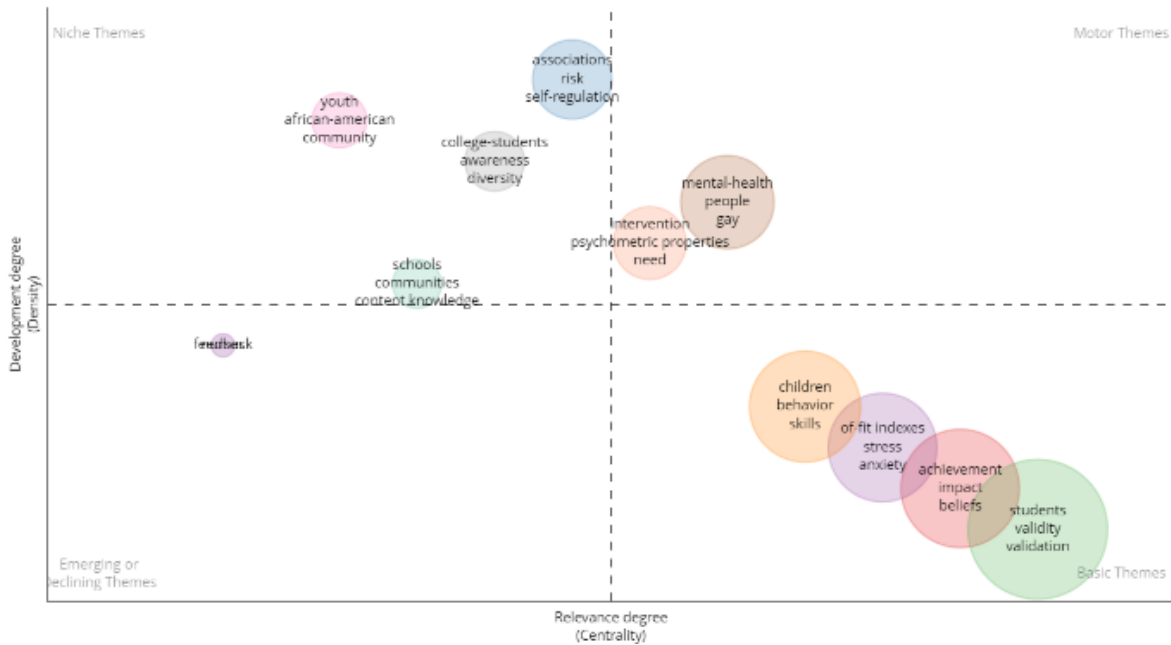 Niche Themes
Motor Themes
associations
risk
self-regulation
youth
african-american
community
college-students
awareness
diversity
mental-health
people
gay
intervention
psychometric properties
need
schools
communities
content knowledge
feedback
children
behavior
skills
of-fit indexes
stress
anxiety
achievement
impact
beliefs
students
validity
validation
Emerging or
Declining Themes
Basic Themes
Development degree
(Density)
Relevance degree
(Centrality)